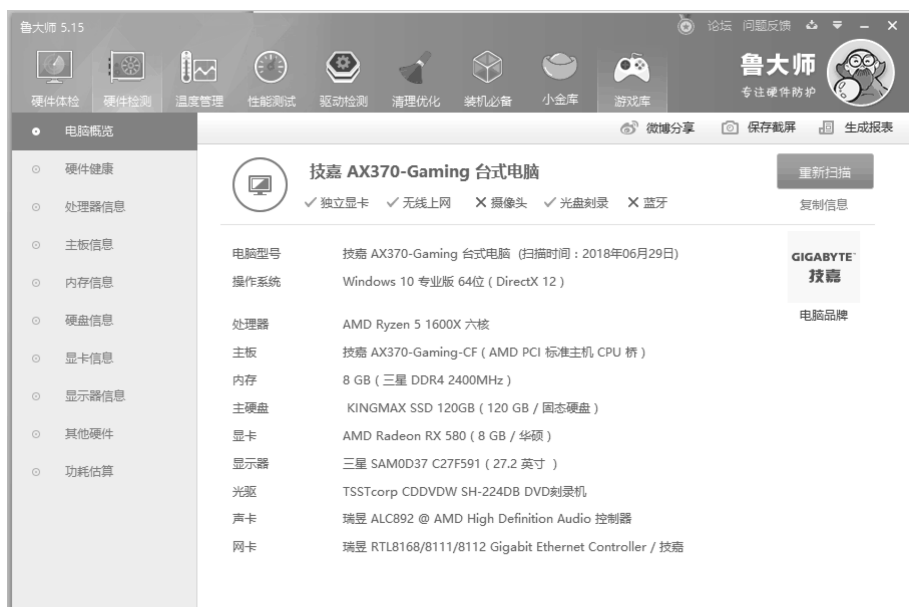 鲁大师 5.15
论坛 问题反馈
硬件体检 硬件检测 温度管理 性能测试 驱动检测 清理优化 装机必备 小金库 游戏库
鲁大师
专注硬件防护
电脑概览
微博分享 保存截屏 生成报表
硬件健康
处理器信息
主板信息
内存信息
硬盘信息
显卡信息
显示器信息
其他硬件
功耗估算
技嘉 AX370-Gaming 台式电脑
独立显卡 无线上网 摄像头 光盘刻录 蓝牙
重新扫描
复制信息
电脑型号 技嘉 AX370-Gaming 台式电脑 (扫描时间：2018年06月29日)
操作系统 Windows 10 专业版 64位 ( DirectX 12 )
GIGABYTE
技嘉
电脑品牌
处理器 AMD Ryzen 5 1600X 六核
主板 技嘉 AX370-Gaming-CF ( AMD PCI 标准主机 CPU 桥 )
内存 8 GB ( 三星 DDR4 2400MHz )
主硬盘 KINGMAX SSD 120GB ( 120 GB / 固态硬盘 )
显卡 AMD Radeon RX 580 ( 8 GB / 华硕 )
显示器 三星 SAM0D37 C27F591 ( 27.2 英寸 )
光驱 TSSTcorp CDDVDW SH-224DB DVD刻录机
声卡 瑞昱 ALC892 @ AMD High Definition Audio 控制器
网卡 瑞昱 RTL8168/8111/8112 Gigabit Ethernet Controller / 技嘉